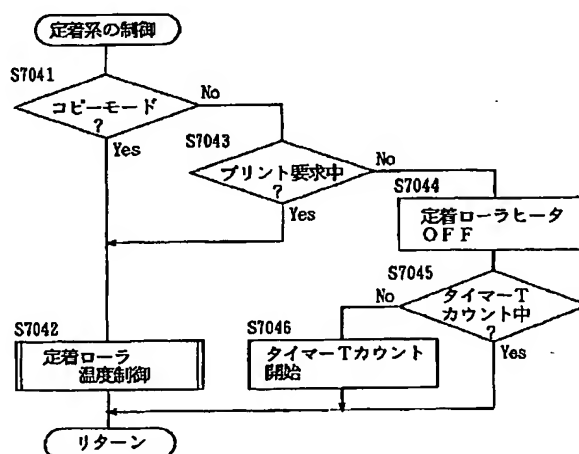 定着系の制御
S7041
コピーモード
?
No
Yes
S7043
プリント要求中
?
No
Yes
S7044
定着ローラヒータ
OFF
S7045
タイマーT
カウント中
?
No
Yes
S7046
タイマーTカウント
開始
S7042
定着ローラ
温度制御
リターン